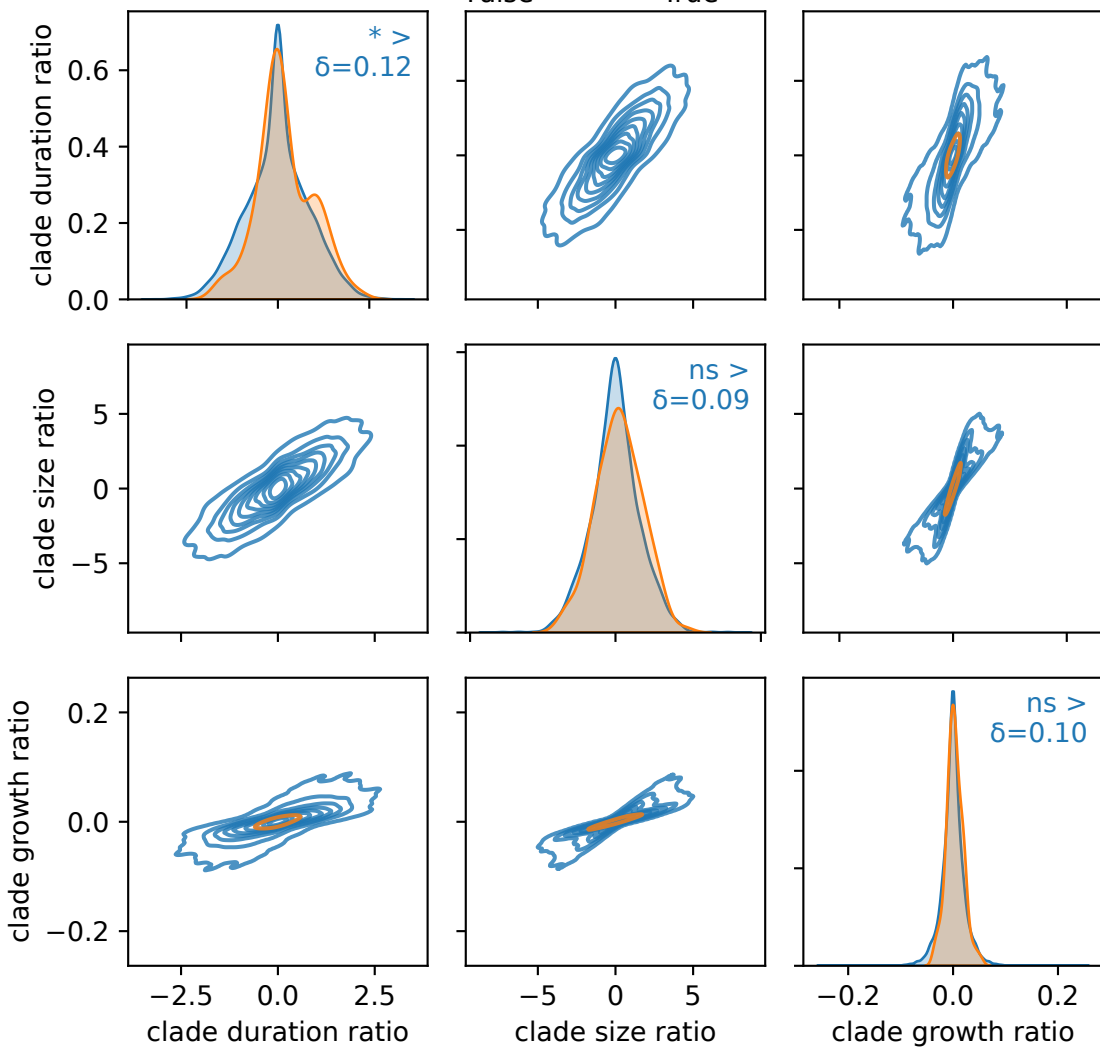 clade duration ratio
0.6
0.4
0.2
0.0
* >
δ=0.12
clade size ratio
5
0
−5
ns >
δ=0.09
clade growth ratio
0.2
0.0
−0.2
ns >
δ=0.10
−2.5 0.0 2.5
−5 0 5
−0.2 0.0 0.2
clade duration ratio
clade size ratio
clade growth ratio